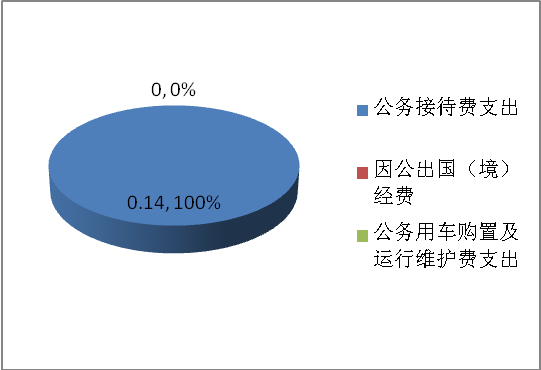 0, 0%
0.14, 100%
公务接待费支出
因公出国（境）
经费
公务用车购置及
运行维护费支出